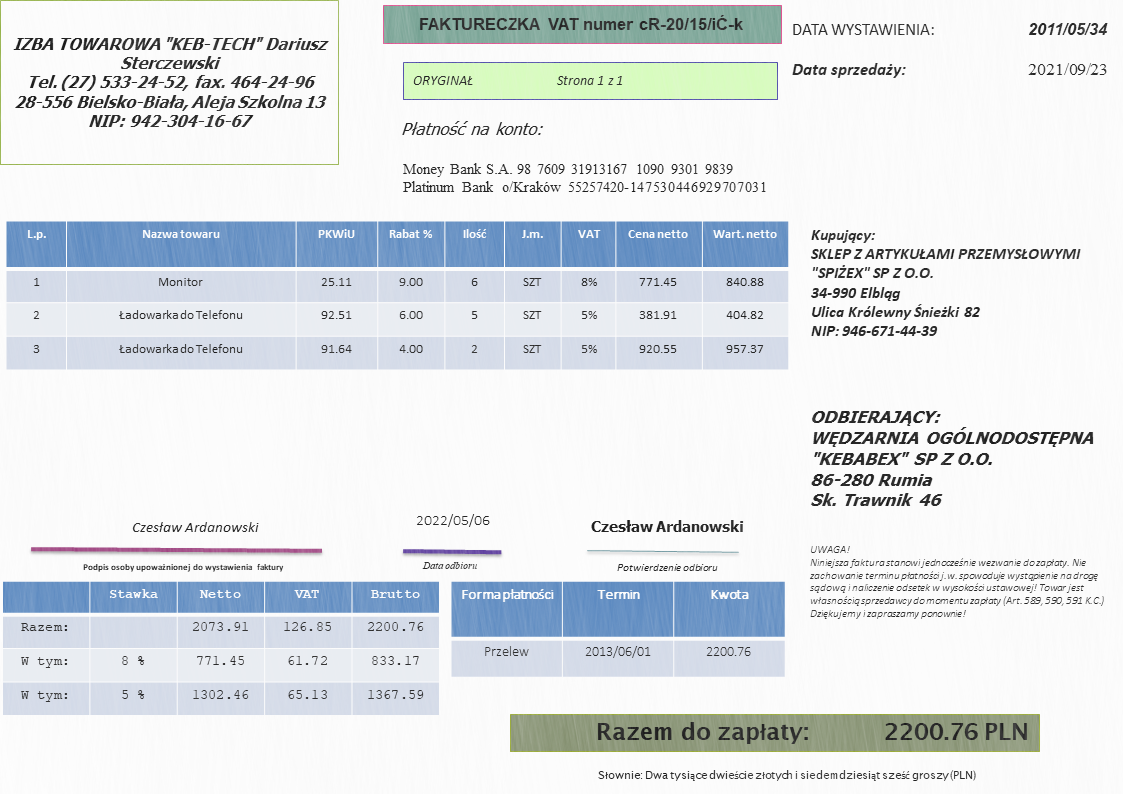 IZBA TOWAROWA "KEB-TECH" Dariusz
Sterczewski
Tel. (27) 533-24-52, fax. 464-24-96
28-556 Bielsko-Biała, Aleja Szkolna 13
NIP: 942-304-16-67
FAKTURECZKA VAT numer cR-20/15/iĆ-k
ORYGINAŁ Strona 1 z 1
DATA WYSTAWIENIA: 2011/05/34
Data sprzedaży: 2021/09/23
Płatność na konto:
Money Bank S.A. 98 7609 31913167 1090 9301 9839
Platinum Bank o/Kraków 55257420-147530446929707031
L.p. Nazwa towaru PKWiU Rabat % Ilość J.m. VAT Cena netto Wart. netto
1 Monitor 25.11 9.00 6 SZT 8% 771.45 840.88
2 Ładowarka do Telefonu 92.51 6.00 5 SZT 5% 381.91 404.82
3 Ładowarka do Telefonu 91.64 4.00 2 SZT 5% 920.55 957.37
Kupujący:
SKLEP Z ARTYKUŁAMI PRZEMYSŁOWYMI
"SPIŻEX" SP Z O.O.
34-990 Elbląg
Ulica Królewny Śnieżki 82
NIP: 946-671-44-39
ODBIERAJĄCY:
WĘDZARNIA OGÓLNODOSTĘPNA
"KEBABEX" SP Z O.O.
86-280 Rumia
Sk. Trawnik 46
Czesław Ardanowski
Podpis osoby upoważnionej do wystawienia faktury
2022/05/06
Data odbioru
Czesław Ardanowski
Potwierdzenie odbioru
UWAGA!
Niniejsza faktura stanowi jednocześnie wezwanie do zapłaty. Nie
zachowanie terminu płatności j.w. spowoduje wystąpienie na drogę
sądową i naliczenie odsetek w wysokości ustawowej! Towar jest
własnością sprzedawcy do momentu zapłaty (Art. 589, 590, 591 K.C.)
Dziękujemy i zapraszamy ponownie!
Stawka Netto VAT Brutto
Razem: 2073.91 126.85 2200.76
W tym: 8 % 771.45 61.72 833.17
W tym: 5 % 1302.46 65.13 1367.59
Forma płatności Termin Kwota
Przelew 2013/06/01 2200.76
Razem do zapłaty: 2200.76 PLN
Słownie: Dwa tysiące dwieście złotych i siedemdziesiąt sześć groszy (PLN)